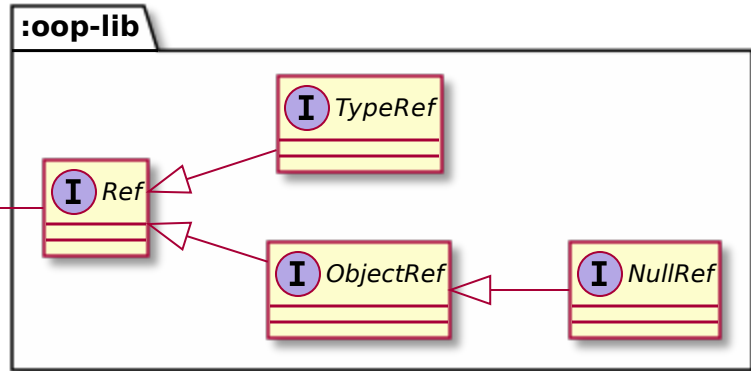 :oop-lib
I TypeRef
I Ref
I ObjectRef
I NullRef